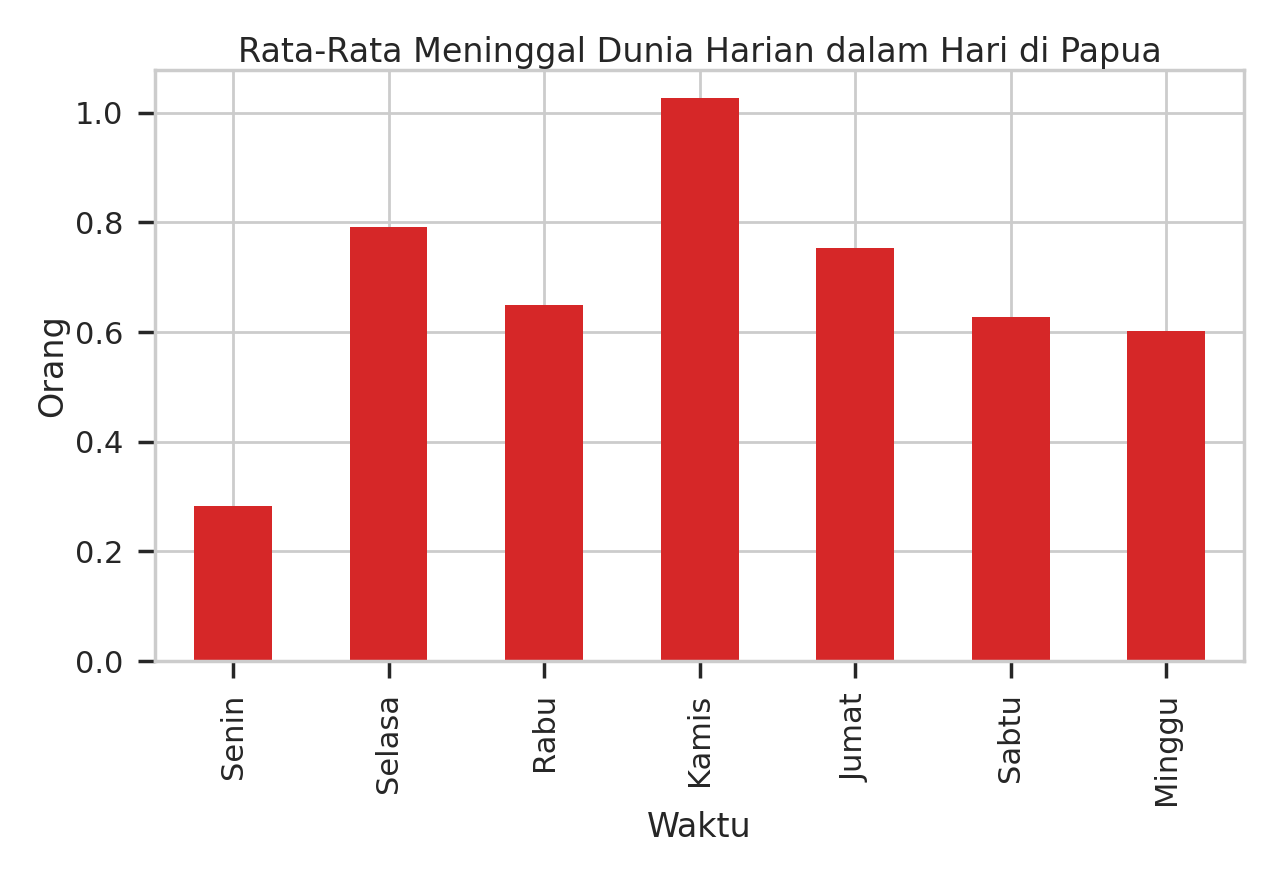 Rata-Rata Meninggal Dunia Harian dalam Hari di Papua
1.0
0.8
0.6
0.4
0.2
0.0
Orang
Senin
Selasa
Rabu
Kamis
Jumat
Sabtu
Minggu
Waktu